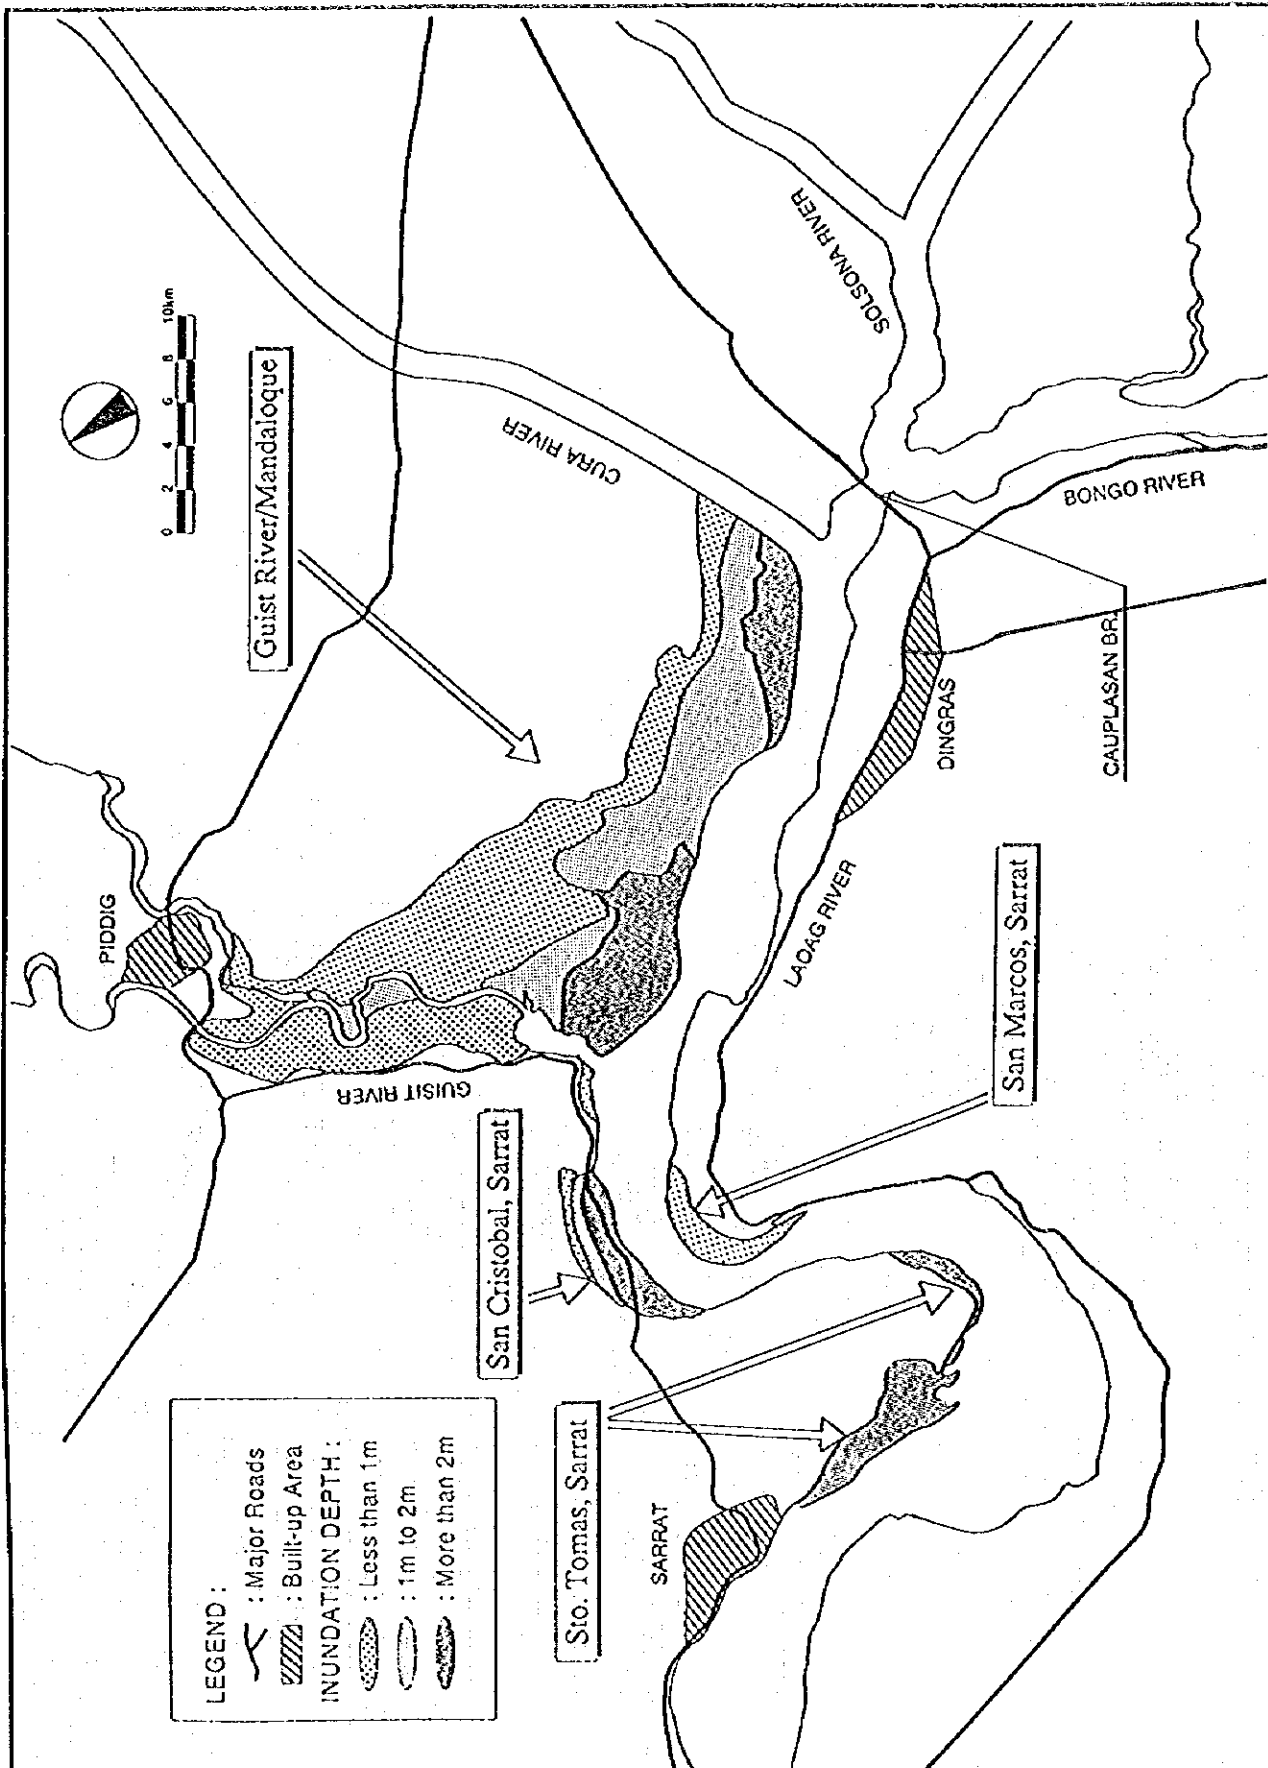 LEGEND :
: Major Roads
: Built-up Area
INUNDATION DEPTH :
: Less than 1m
: 1m to 2m
: More than 2m
San Cristobal, Sarrat
Sto. Tomas, Sarrat
SARRAT
PIDDIG
GUISIT RIVER
Guist River/Mandaloque
0 2 4 6 8 10km
CURA RIVER
SOLSONA RIVER
LAOAG RIVER
San Marcos, Sarrat
DINGRAS
CAUPLASAN BR.
BONGO RIVER